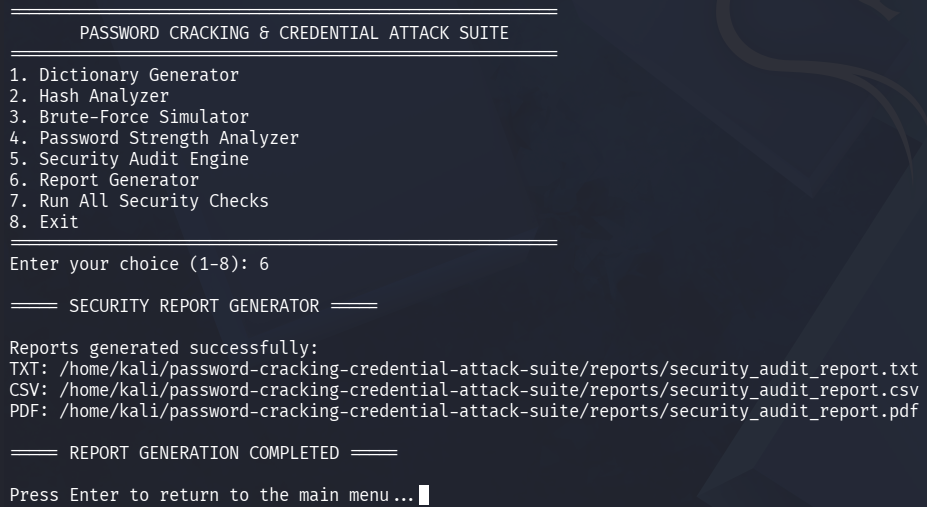 PASSWORD CRACKING & CREDENTIAL ATTACK SUITE
1. Dictionary Generator
2. Hash Analyzer
3. Brute-Force Simulator
4. Password Strength Analyzer
5. Security Audit Engine
6. Report Generator
7. Run All Security Checks
8. Exit
Enter your choice (1-8): 6
===== SECURITY REPORT GENERATOR =====
Reports generated successfully:
TXT: /home/kali/password-cracking-credential-attack-suite/reports/security_audit_report.txt
CSV: /home/kali/password-cracking-credential-attack-suite/reports/security_audit_report.csv
PDF: /home/kali/password-cracking-credential-attack-suite/reports/security_audit_report.pdf
===== REPORT GENERATION COMPLETED =====
Press Enter to return to the main menu...